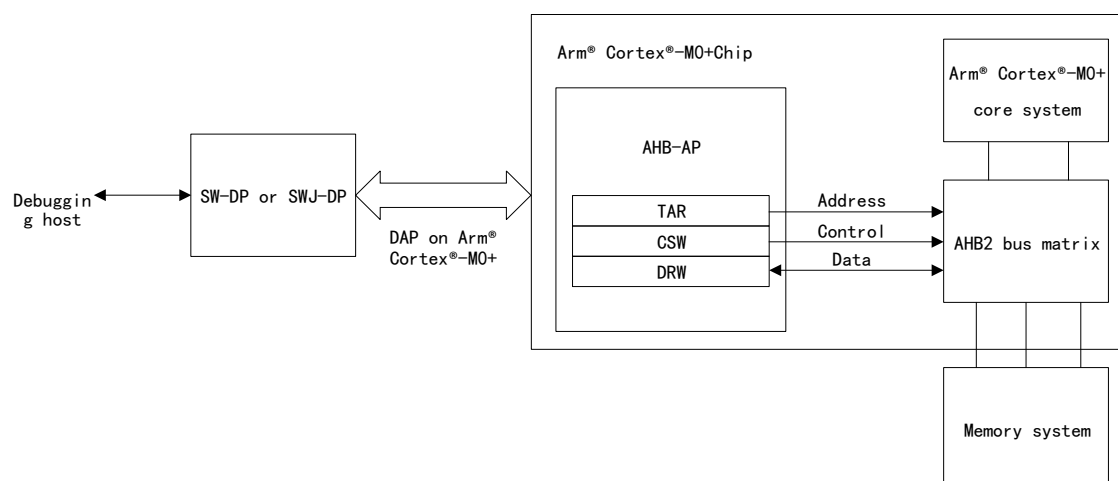 Arm® Cortex®-M0+Chip
Arm® Cortex®-M0+
core system
AHB-AP
SW-DP or SWJ-DP
Debuggin
g host
TAR
Address
CSW
Control
AHB2 bus matrix
DAP on Arm®
Cortex®-M0+
DRW
Data
Memory system